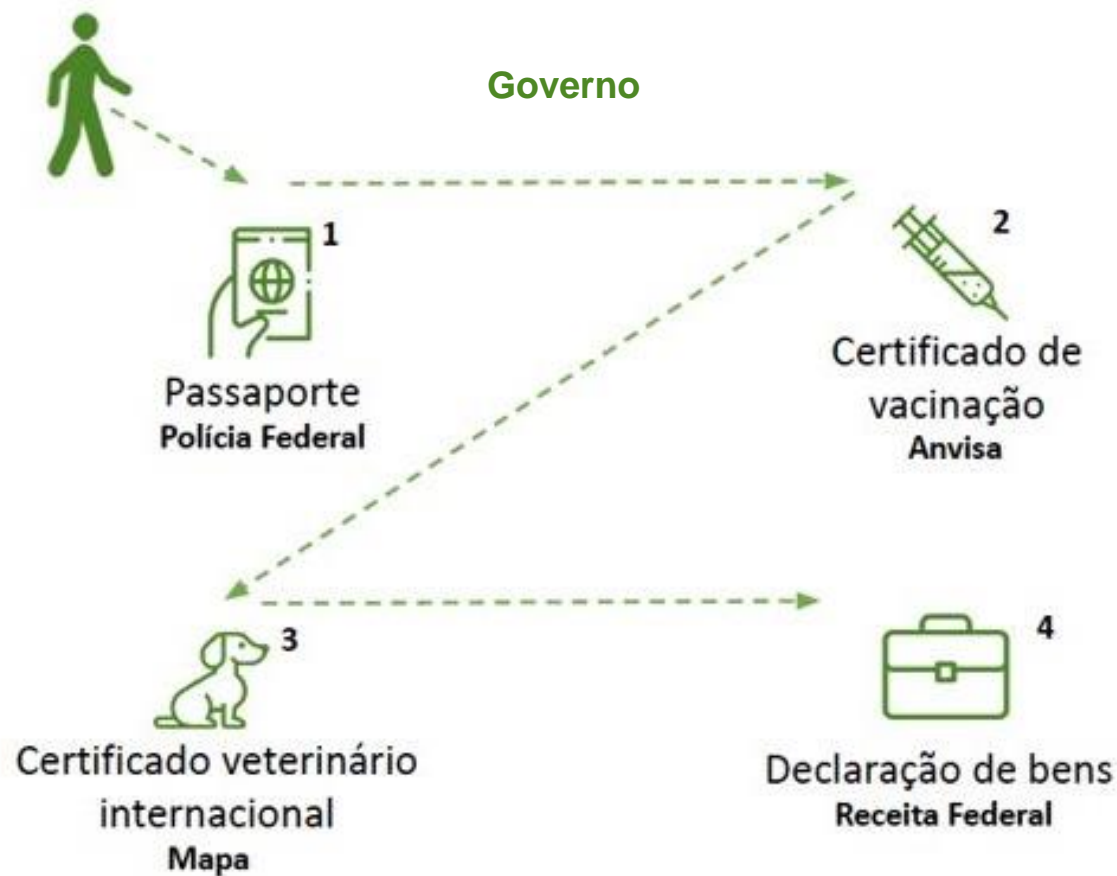 Governo
1
Passaporte
Polícia Federal
2
Certificado de
vacinação
Anvisa
3
Certificado veterinário
internacional
Mapa
4
Declaração de bens
Receita Federal